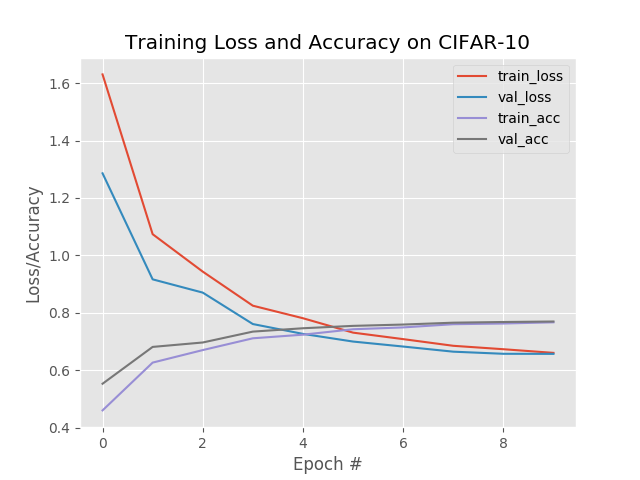 Training Loss and Accuracy on CIFAR-10
train_loss
val_loss
train_acc
val_acc
1.6
1.4
1.2
1.0
0.8
0.6
0.4
Loss/Accuracy
0 2 4 6 8
Epoch #